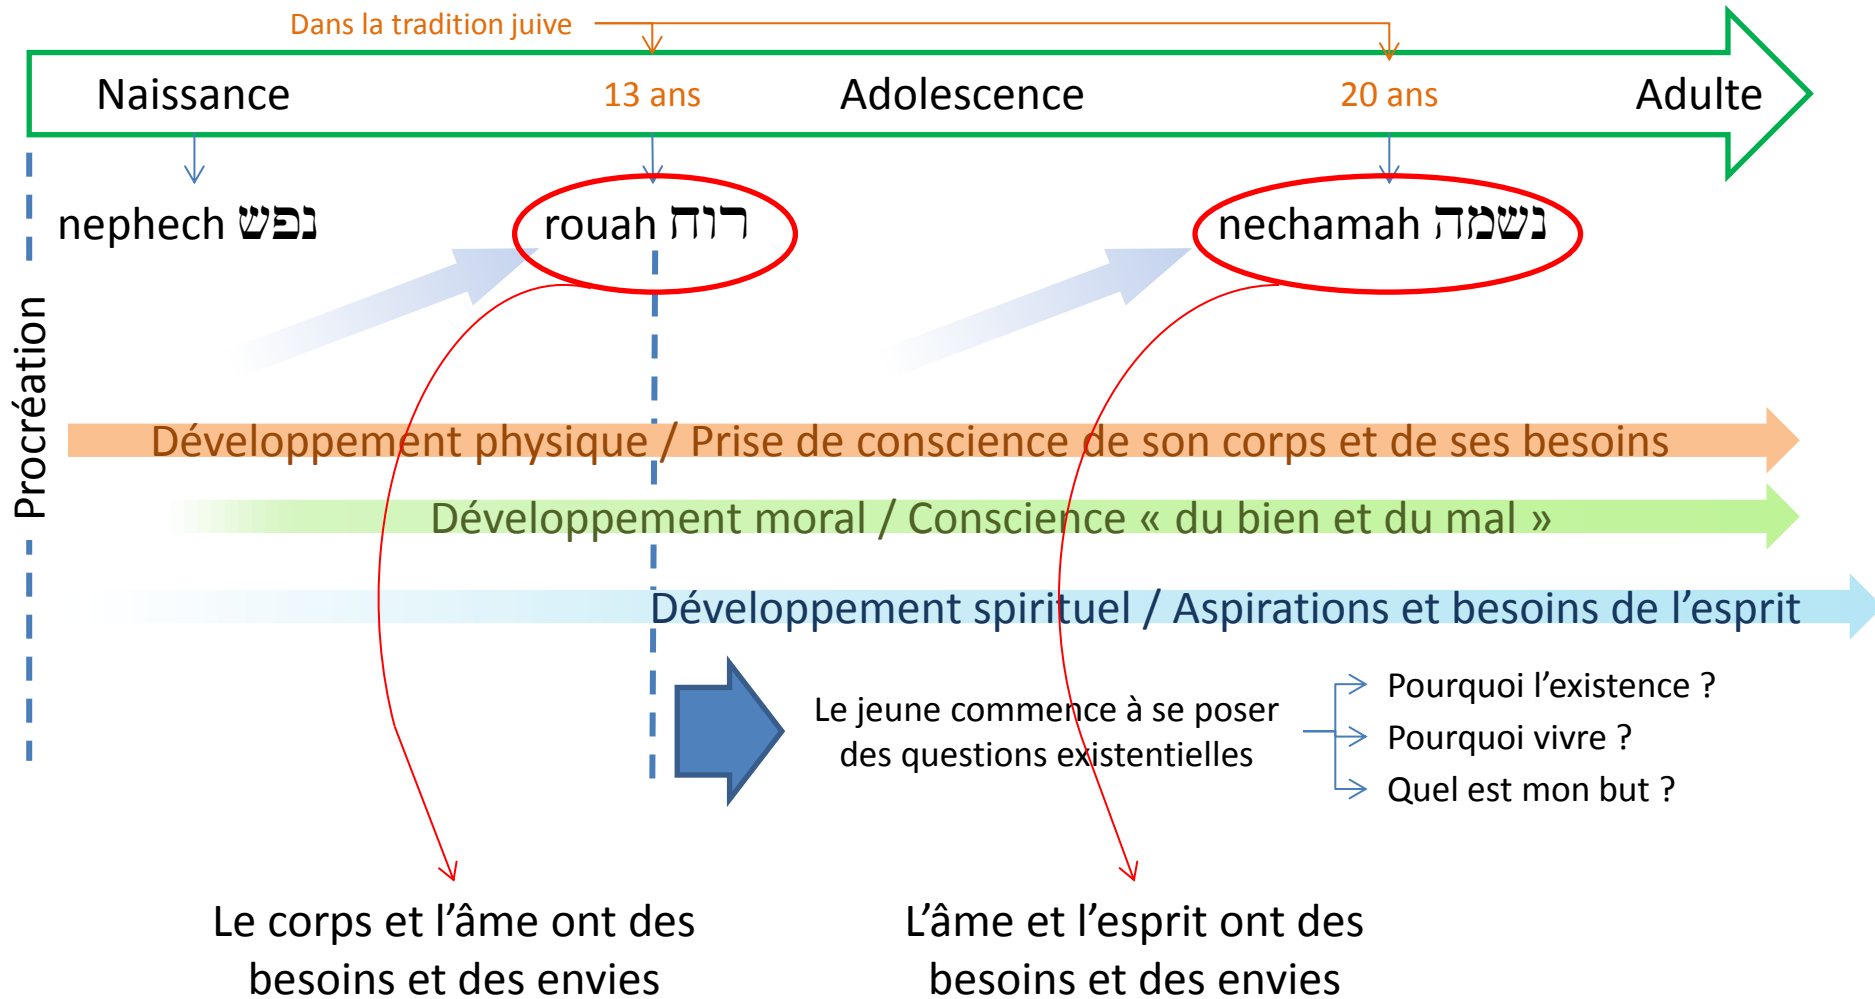 Dans la tradition juive
Naissance
13 ans
Adolescence
20 ans
Adulte
nephech נפש
rouah רוח
nechamah נשמה
Procréation
Développement physique / Prise de conscience de son corps et de ses besoins
Développement moral / Conscience « du bien et du mal »
Développement spirituel / Aspirations et besoins de l’esprit
Le jeune commence à se poser
des questions existentielles
Pourquoi l’existence ?
Pourquoi vivre ?
Quel est mon but ?
Le corps et l’âme ont des
besoins et des envies
L’âme et l’esprit ont des
besoins et des envies